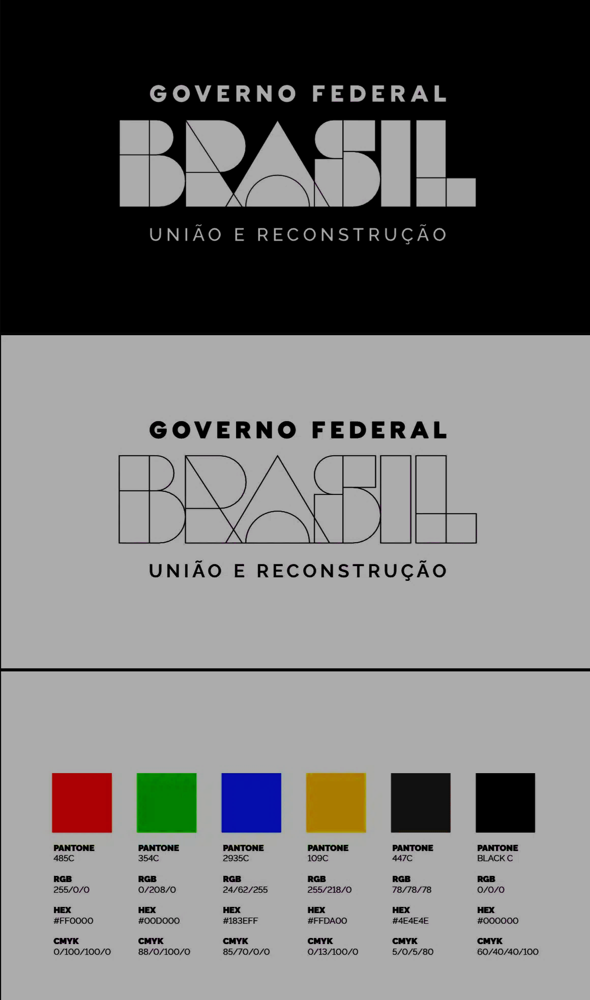 GOVERNO FEDERAL
BRASIL
UNIÃO E RECONSTRUÇÃO
GOVERNO FEDERAL
BRASIL
UNIÃO E RECONSTRUÇÃO
PANTONE
485C
RGB
255/0/0
HEX
#FF0000
CMYK
0/100/100/0
PANTONE
354C
RGB
0/208/0
HEX
#00D000
CMYK
88/0/100/0
PANTONE
2935C
RGB
24/62/255
HEX
#183EFF
CMYK
85/70/0/0
PANTONE
109C
RGB
255/218/0
HEX
#FFDA00
CMYK
0/13/100/0
PANTONE
447C
RGB
78/78/78
HEX
#4E4E4E
CMYK
5/0/5/80
PANTONE
BLACK C
RGB
0/0/0
HEX
#000000
CMYK
60/40/40/100